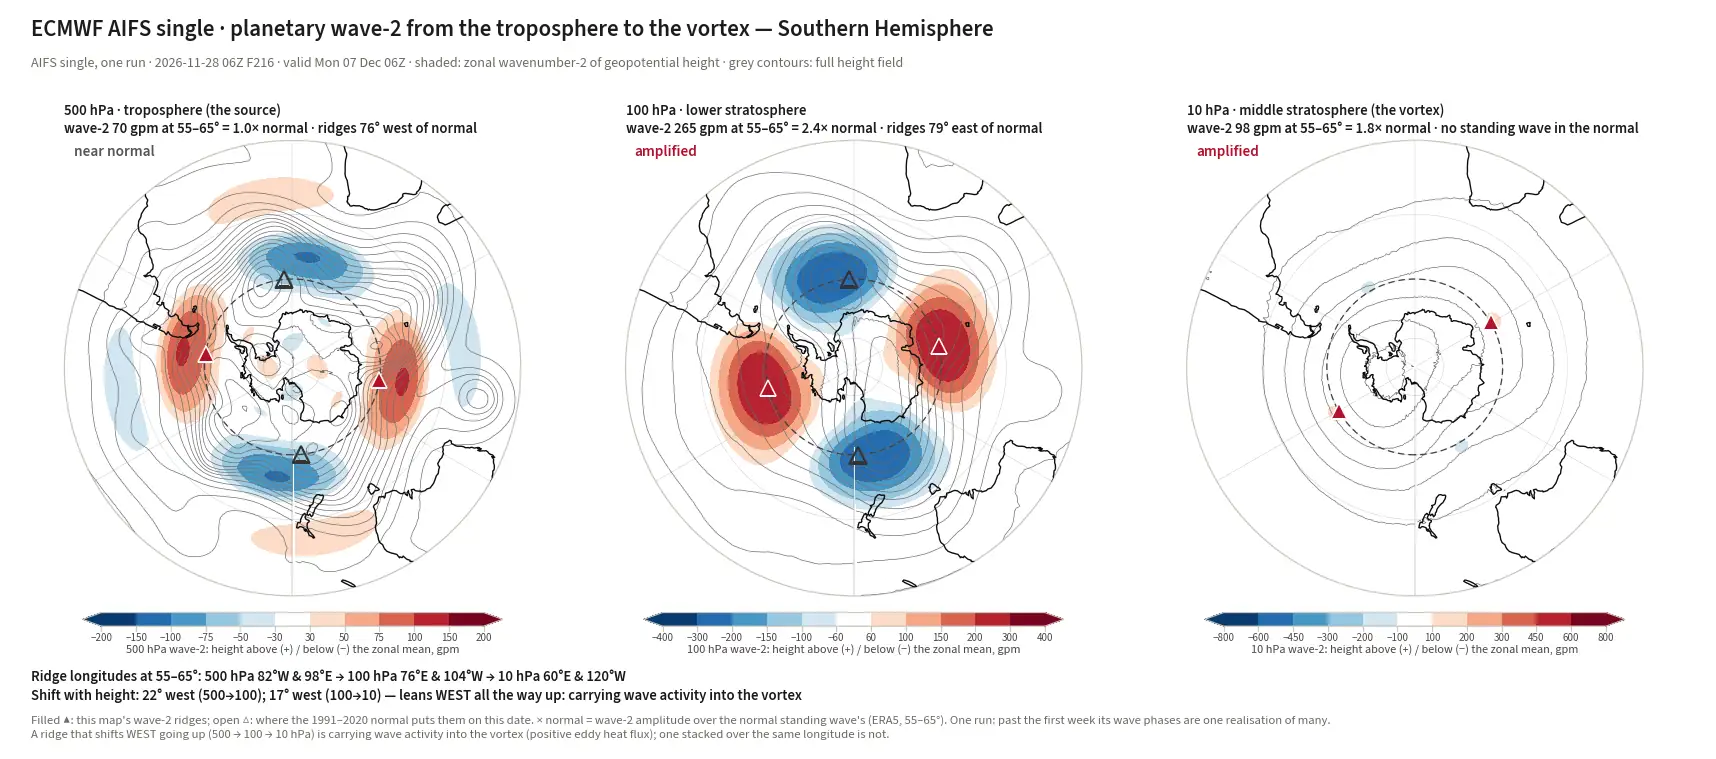 ECMWF AIFS single · planetary wave-2 from the troposphere to the vortex — Southern Hemisphere
AIFS single, one run · 2026-11-28 06Z F216 · valid Mon 07 Dec 06Z · shaded: zonal wavenumber-2 of geopotential height · grey contours: full height field
500 hPa · troposphere (the source)
wave-2 70 gpm at 55–65° = 1.0× normal · ridges 76° west of normal
near normal
100 hPa · lower stratosphere
wave-2 265 gpm at 55–65° = 2.4× normal · ridges 79° east of normal
amplified
10 hPa · middle stratosphere (the vortex)
wave-2 98 gpm at 55–65° = 1.8× normal · no standing wave in the normal
amplified
−200 −150 −100 −75 −50 −30 30 50 75 100 150 200
500 hPa wave-2: height above (+) / below (−) the zonal mean, gpm
−400 −300 −200 −150 −100 −60 60 100 150 200 300 400
100 hPa wave-2: height above (+) / below (−) the zonal mean, gpm
−800 −600 −450 −300 −200 −100 100 200 300 450 600 800
10 hPa wave-2: height above (+) / below (−) the zonal mean, gpm
Ridge longitudes at 55–65°: 500 hPa 82°W & 98°E → 100 hPa 76°E & 104°W → 10 hPa 60°E & 120°W
Shift with height: 22° west (500→100); 17° west (100→10) — leans WEST all the way up: carrying wave activity into the vortex
Filled ▲: this map's wave-2 ridges; open △: where the 1991–2020 normal puts them on this date. × normal = wave-2 amplitude over the normal standing wave's (ERA5, 55–65°). One run: past the first week its wave phases are one realisation of many.
A ridge that shifts WEST going up (500 → 100 → 10 hPa) is carrying wave activity into the vortex (positive eddy heat flux); one stacked over the same longitude is not.